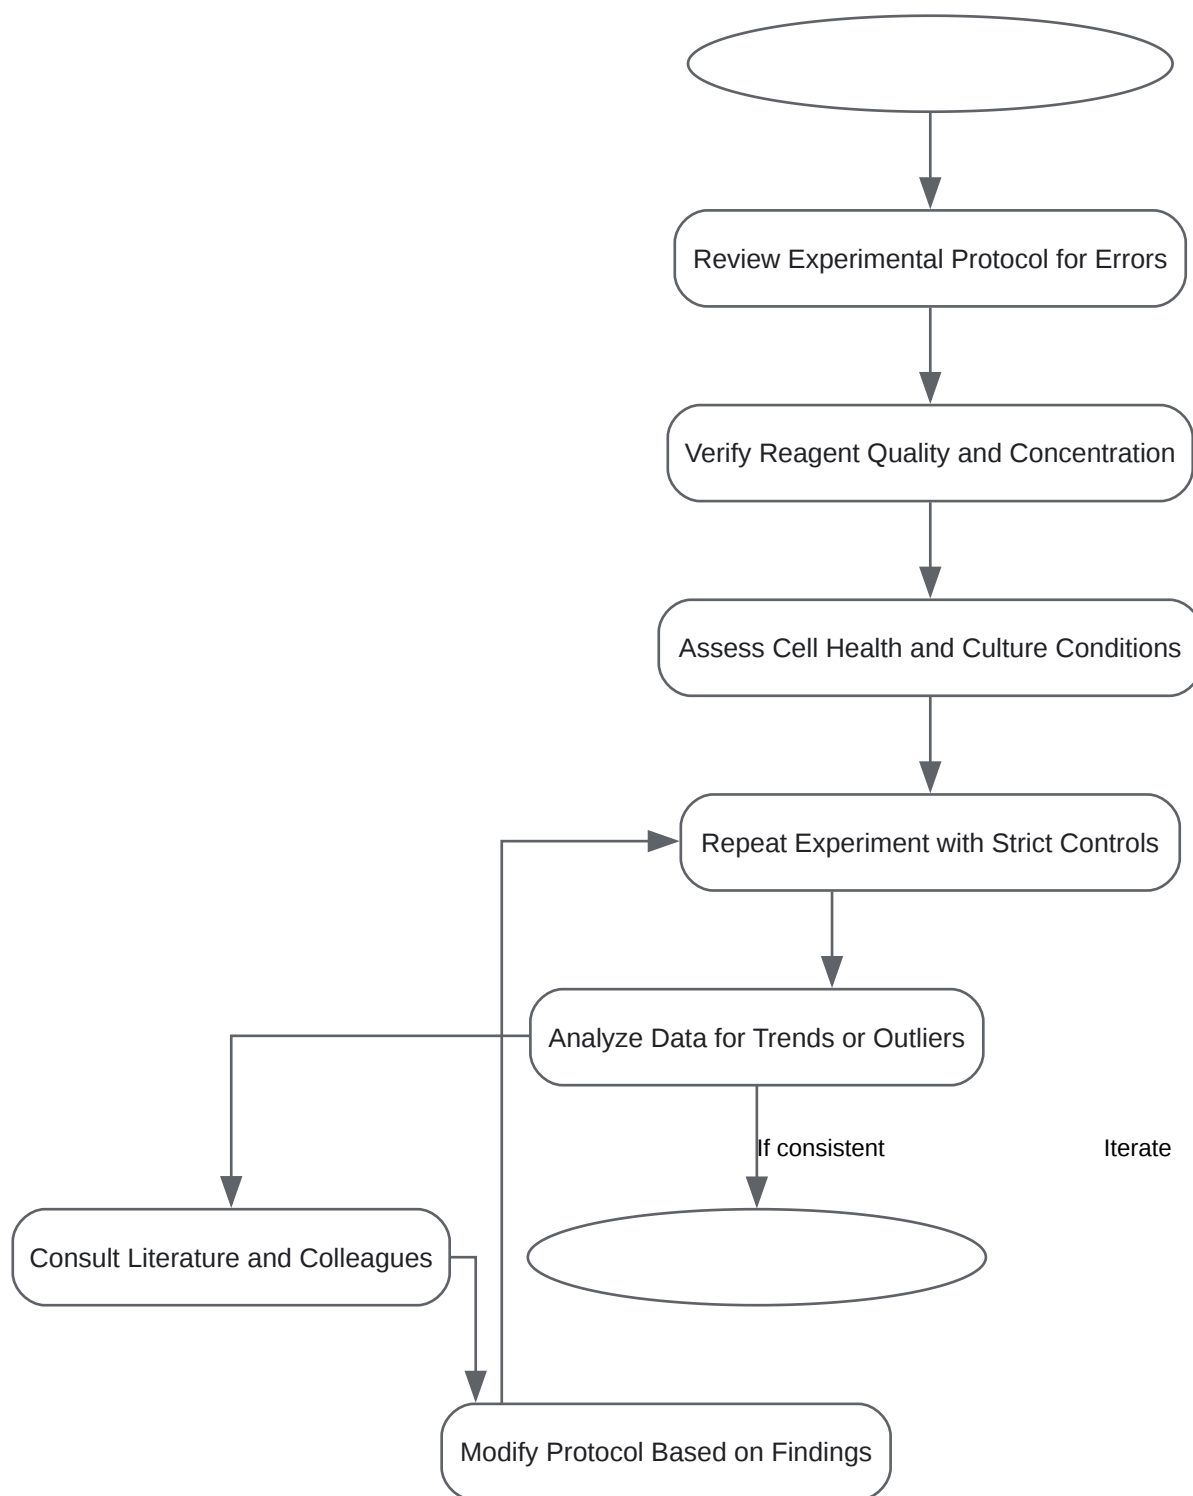 Review Experimental Protocol for Errors
Verify Reagent Quality and Concentration
Assess Cell Health and Culture Conditions
Repeat Experiment with Strict Controls
Analyze Data for Trends or Outliers
If consistent
Iterate
Consult Literature and Colleagues
Modify Protocol Based on Findings